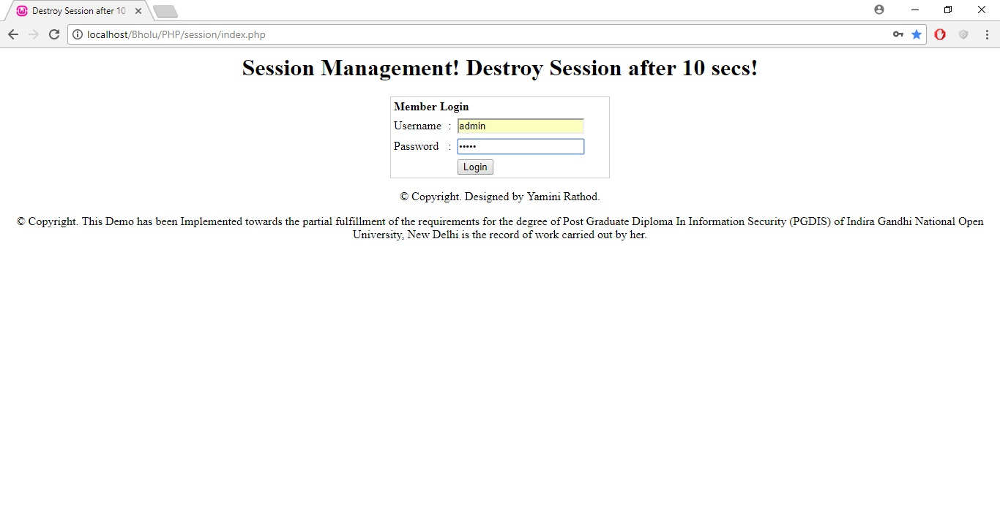 Destroy Session after 10
localhost/Bholu/PHP/session/index.php
Session Management! Destroy Session after 10 secs!
Member Login
Username : admin
Password : •••••
Login
© Copyright. Designed by Yamini Rathod.
© Copyright. This Demo has been Implemented towards the partial fulfillment of the requirements for the degree of Post Graduate Diploma In Information Security (PGDIS) of Indira Gandhi National Open
University, New Delhi is the record of work carried out by her.